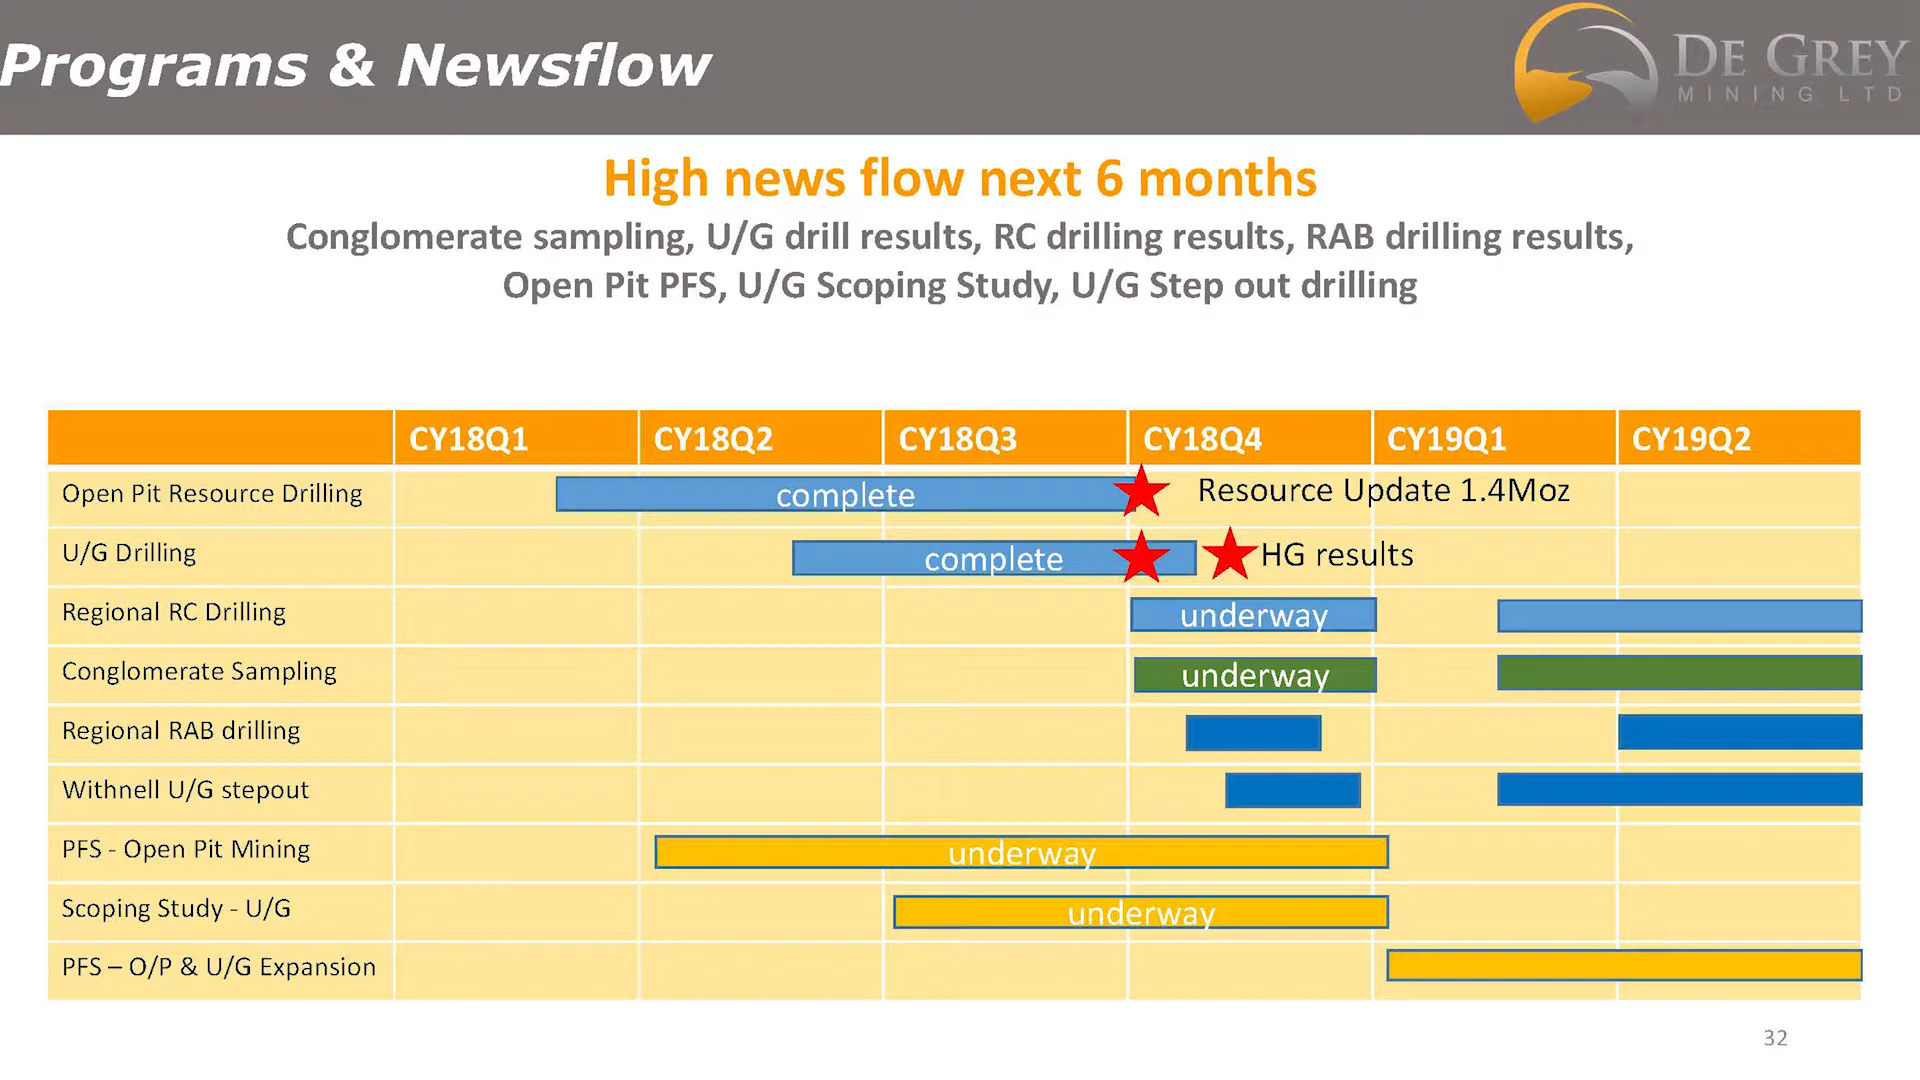 Programs & Newsflow
DE GREY
MINING LTD
High news flow next 6 months
Conglomerate sampling, U/G drill results, RC drilling results, RAB drilling results,
Open Pit PFS, U/G Scoping Study, U/G Step out drilling
CY18Q1 CY18Q2 CY18Q3 CY18Q4 CY19Q1 CY19Q2
Open Pit Resource Drilling complete Resource Update 1.4Moz
U/G Drilling complete HG results
Regional RC Drilling underway
Conglomerate Sampling underway
Regional RAB drilling
Withnell U/G stepout
PFS - Open Pit Mining underway
Scoping Study - U/G underway
PFS – O/P & U/G Expansion
32